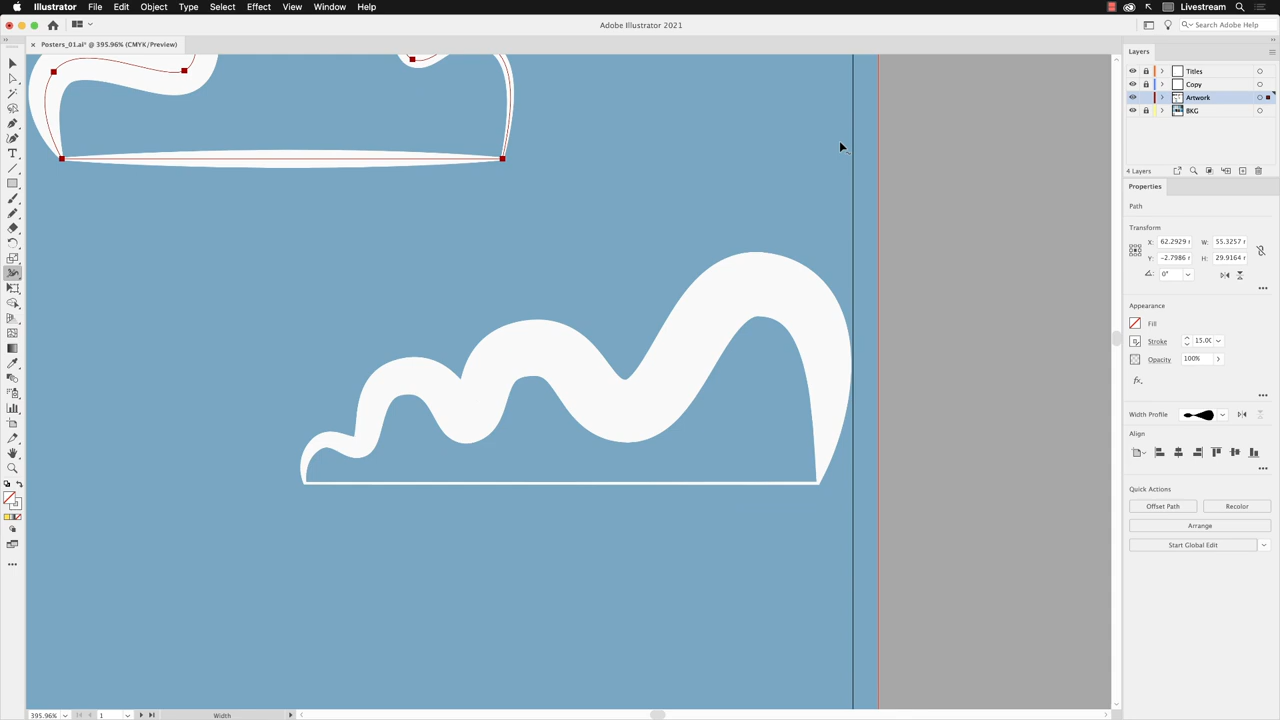 Illustrator File Edit Object Type Select Effect View Window Help Livestream
Adobe Illustrator 2021 Search Adobe Help
× Posters_01.ai* @ 395.96% (CMYK/Preview)
Layers
Titles
Copy
Artwork
BKG
4 Layers
Properties
Path
Transform
X: 62.2929 W: 55.3257
Y: -2.7986 H: 29.9164
0°
Appearance
Fill
Stroke 15.00
Opacity 100%
fx
Width Profile
Align
Quick Actions
Offset Path Recolor
Arrange
Start Global Edit
395.96% 1 Width